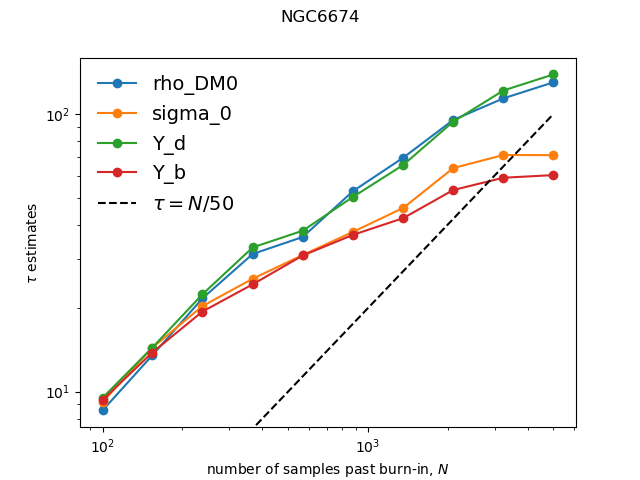 NGC6674
rho_DM0
sigma_0
Y_d
Y_b
τ = N/50
10²
10¹
τ estimates
10² 10³
number of samples past burn-in, N